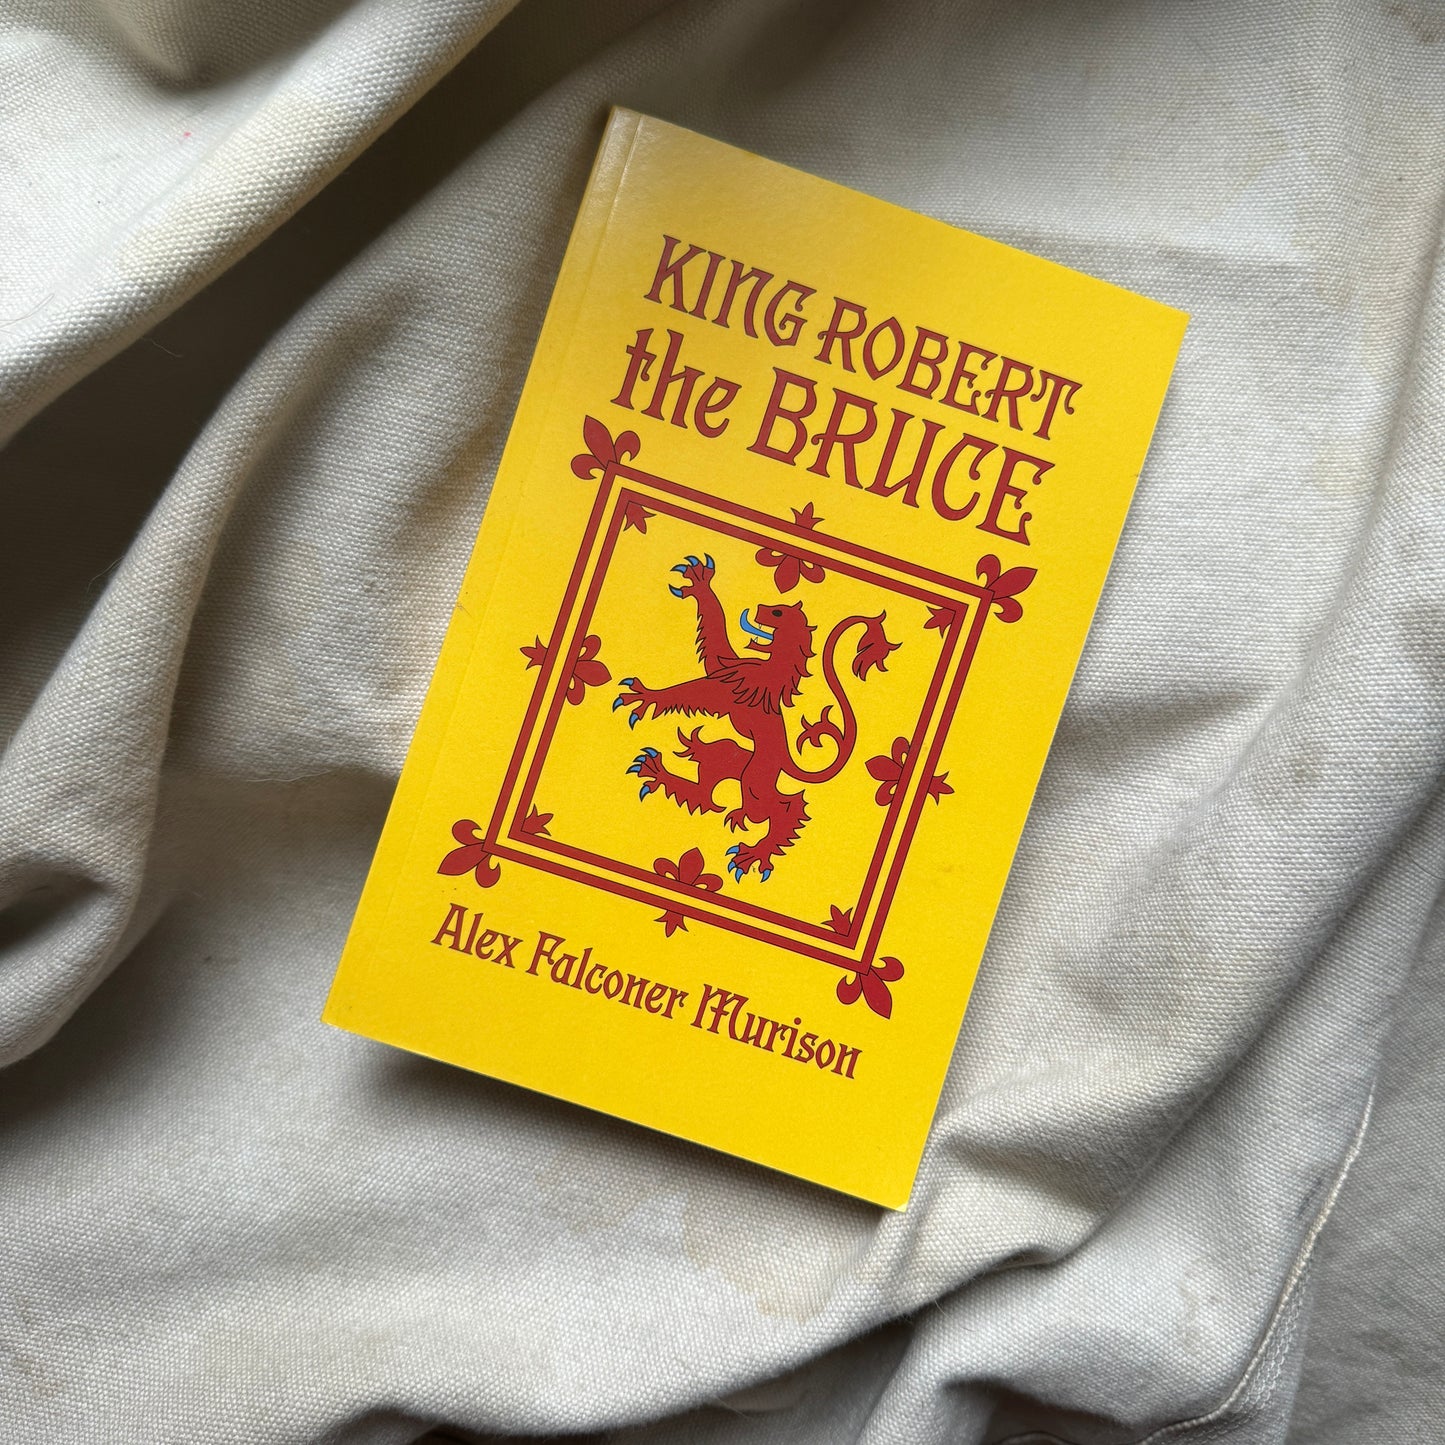 KING ROBERT
the BRUCE
Alex Falconer Murison